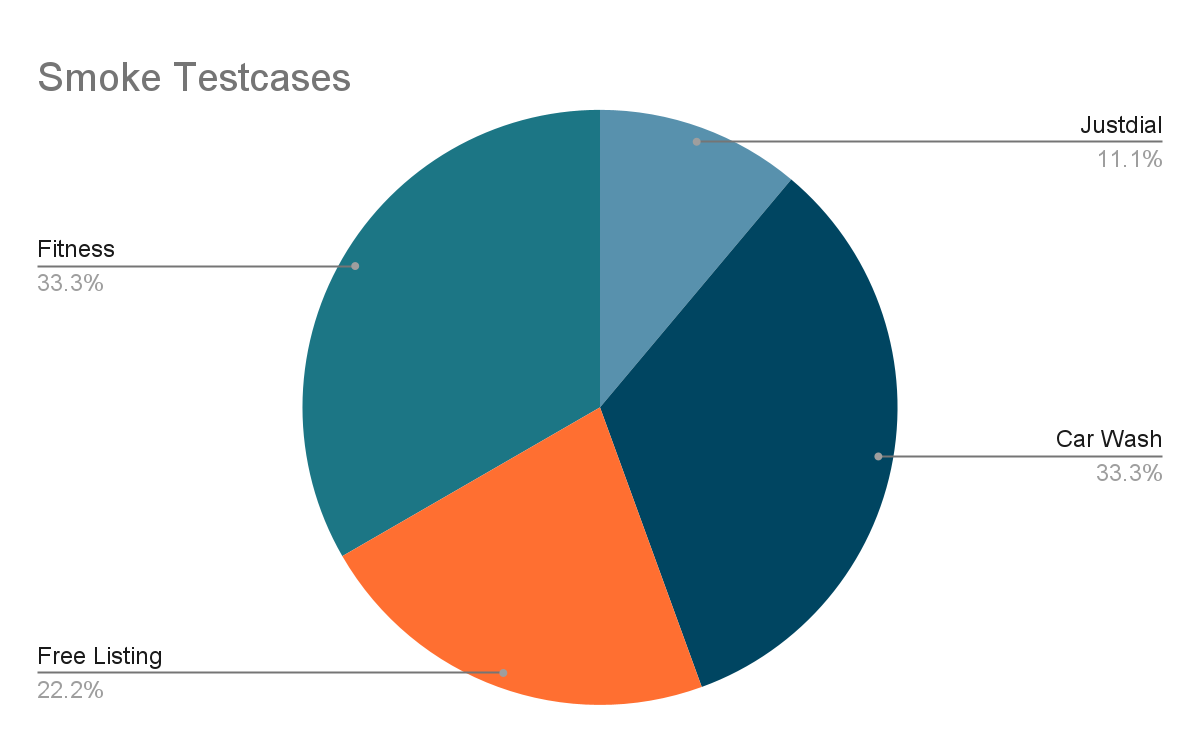 Smoke Testcases
Justdial
11.1%
Fitness
33.3%
Car Wash
33.3%
Free Listing
22.2%